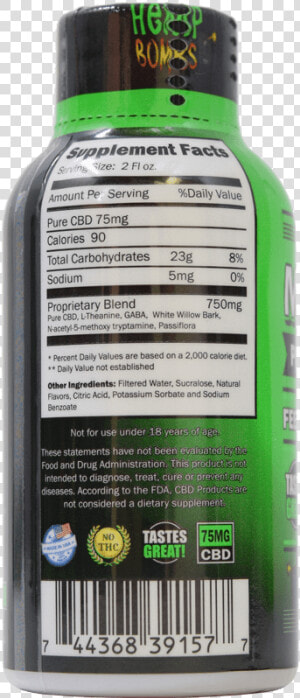 HEMP
BOMBS
Supplement Facts
Serving Size: 2 Fl oz.
Amount Per Serving %Daily Value
Pure CBD 75mg
Calories 90
Total Carbohydrates 23g 8%
Sodium 5mg 0%
Proprietary Blend 750mg
Pure CBD, L-Theanine, GABA, White Willow Bark,
N-acetyl-5-methoxy tryptamine, Passiflora
* Percent Daily Values are based on a 2,000 calorie diet.
** Daily Value not established
Other Ingredients: Filtered Water, Sucralose, Natural
Flavors, Citric Acid, Potassium Sorbate and Sodium
Benzoate
Not for use under 18 years of age.
These statements have not been evaluated by the
Food and Drug Administration. This product is not
intended to diagnose, treat, cure or prevent any
diseases. According to the FDA, CBD Products are
not considered a dietary supplement.
NO
THC
TASTES
GREAT!
75MG
CBD
7 44368 39157 7